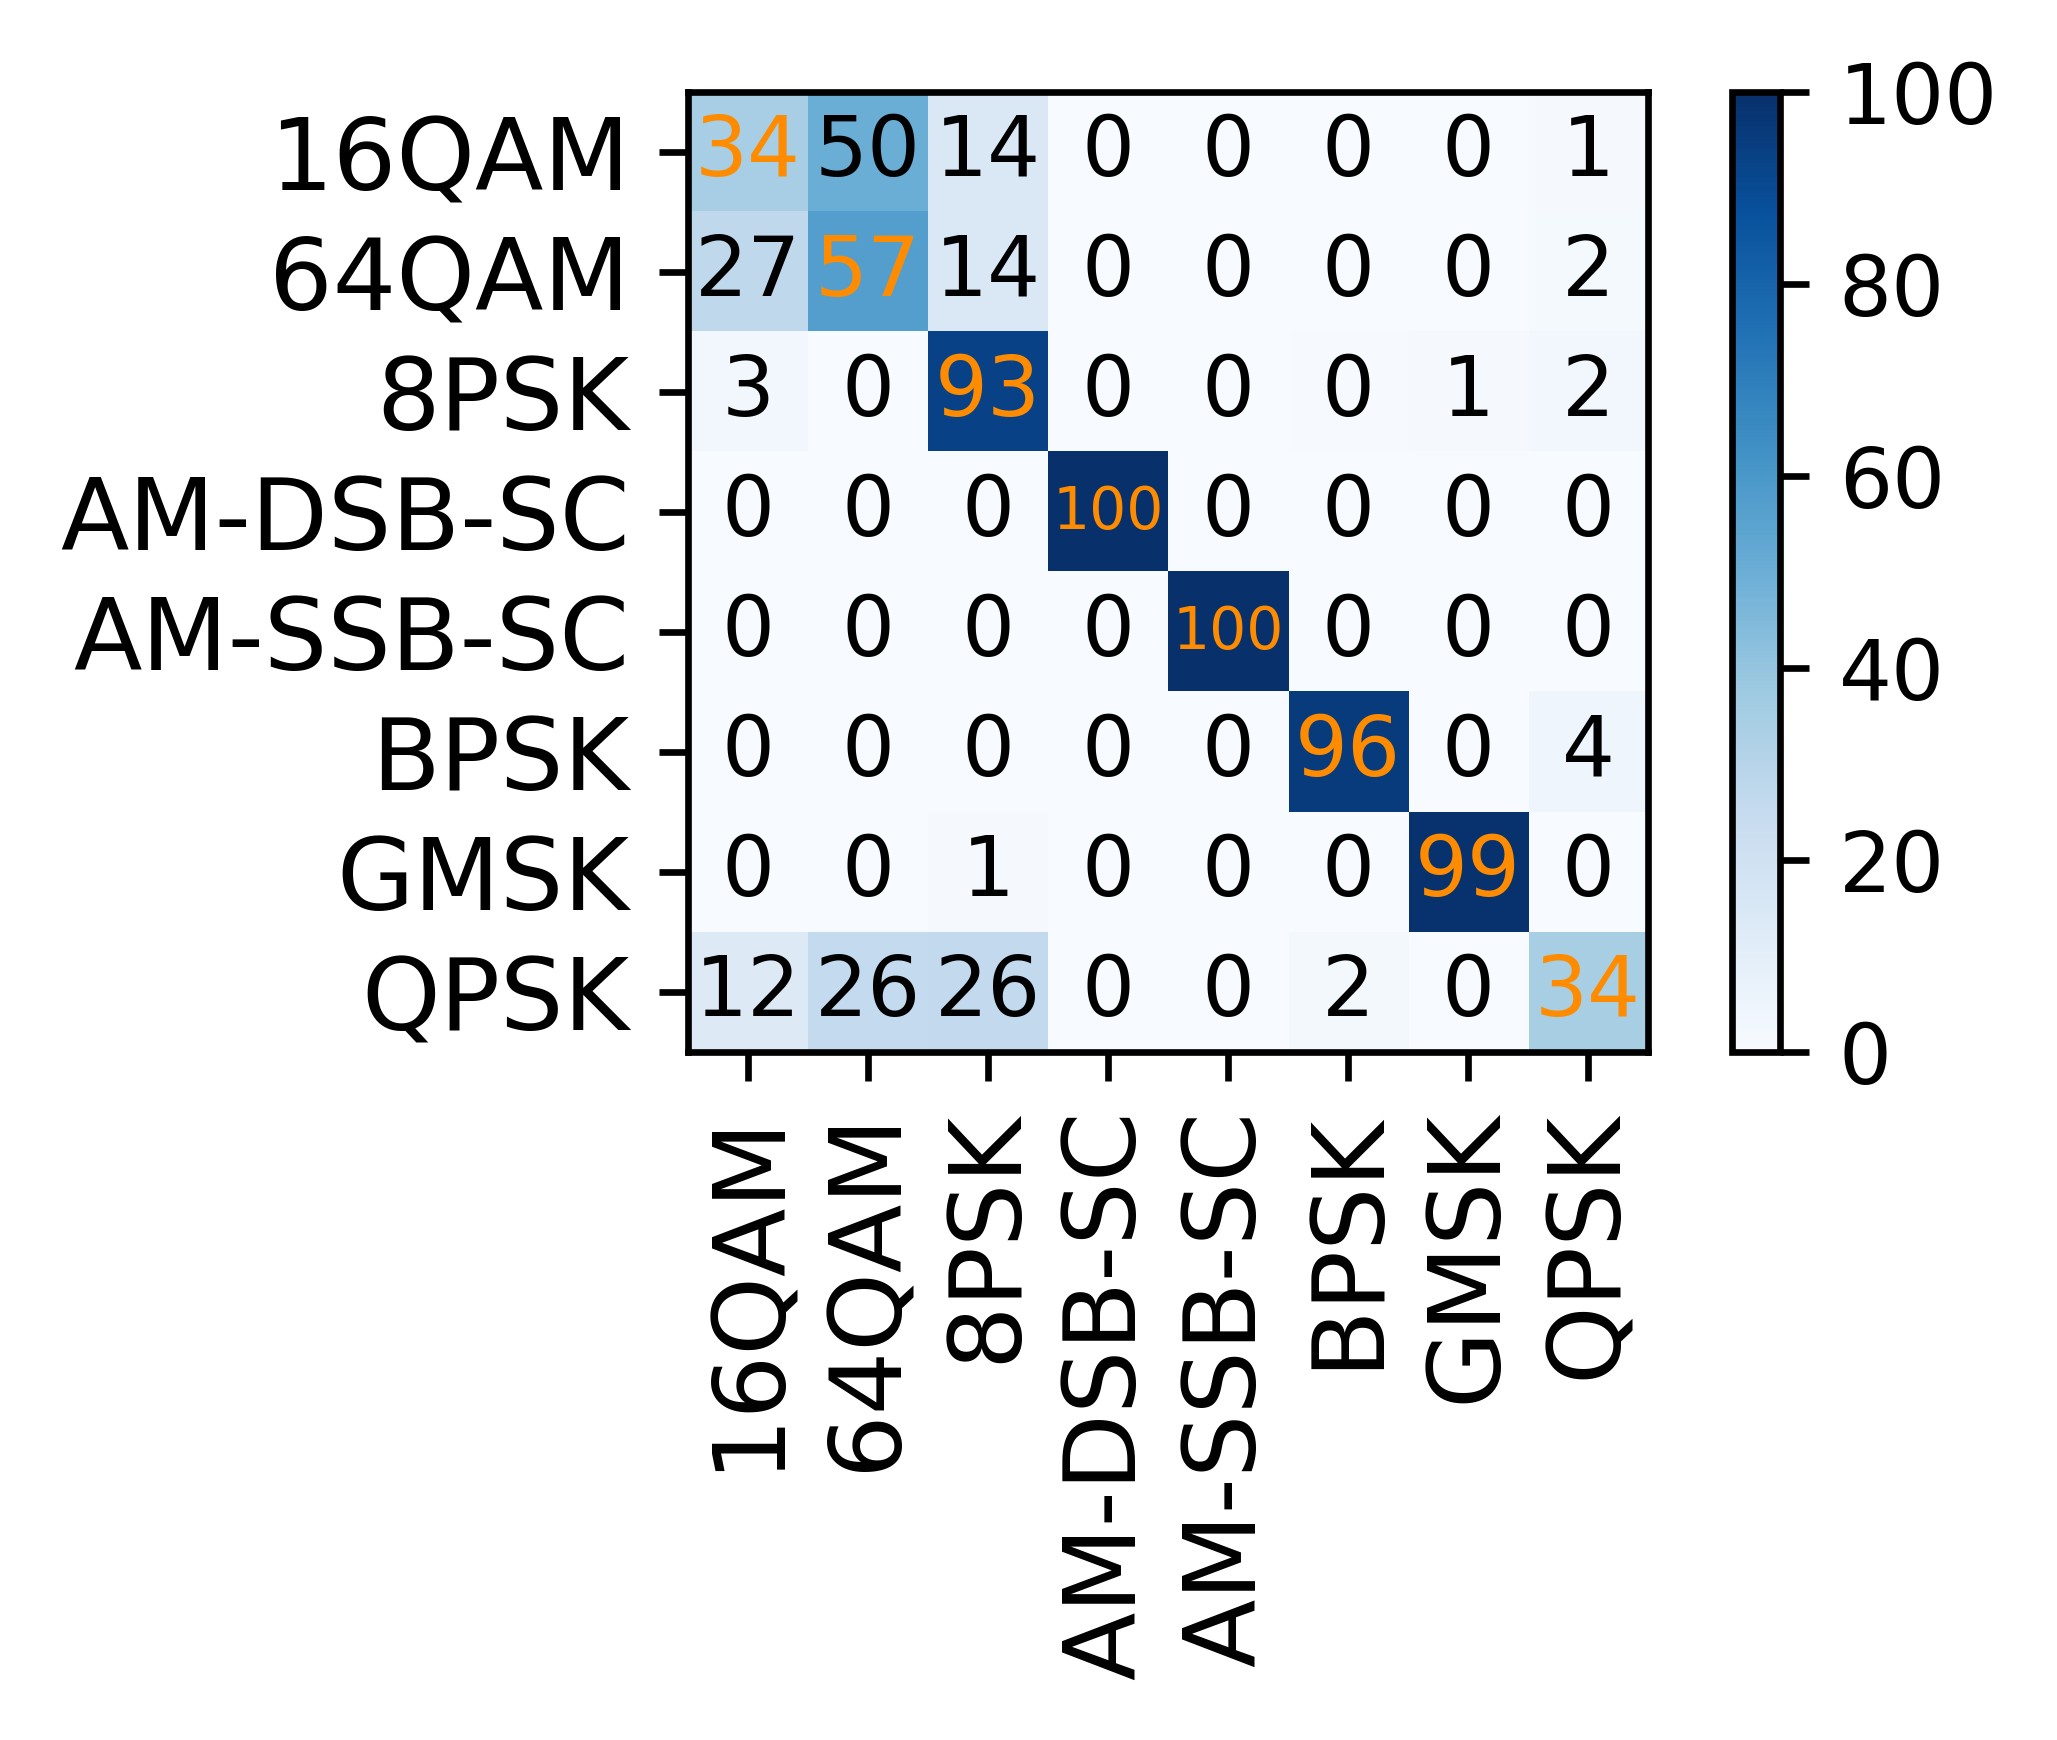 16QAM 34 50 14 0 0 0 0 1
64QAM 27 57 14 0 0 0 0 2
8PSK 3 0 93 0 0 0 1 2
AM-DSB-SC 0 0 0 100 0 0 0 0
AM-SSB-SC 0 0 0 0 100 0 0 0
BPSK 0 0 0 0 0 96 0 4
GMSK 0 0 1 0 0 0 99 0
QPSK 12 26 26 0 0 2 0 34
16QAM
64QAM
8PSK
AM-DSB-SC
AM-SSB-SC
BPSK
GMSK
QPSK
100
80
60
40
20
0